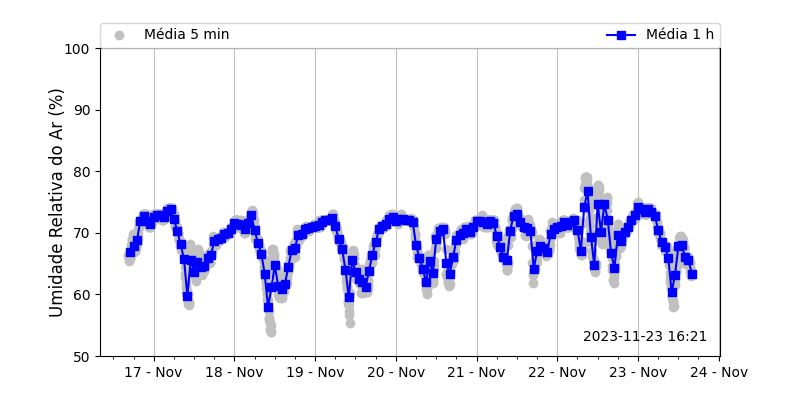 Média 5 min
Média 1 h
Umidade Relativa do Ar (%)
100
90
80
70
60
50
2023-11-23 16:21
17 - Nov
18 - Nov
19 - Nov
20 - Nov
21 - Nov
22 - Nov
23 - Nov
24 - Nov